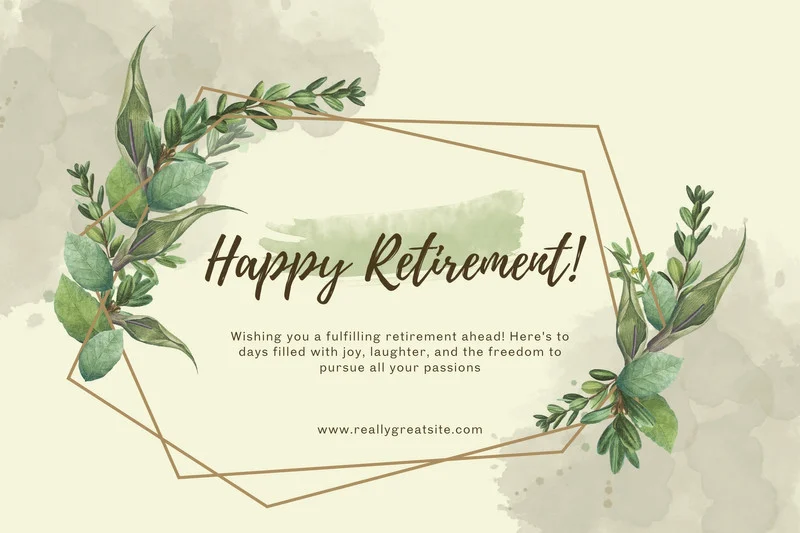 Happy Retirement!
Wishing you a fulfilling retirement ahead! Here's to
days filled with joy, laughter, and the freedom to
pursue all your passions
www.reallygreatsite.com